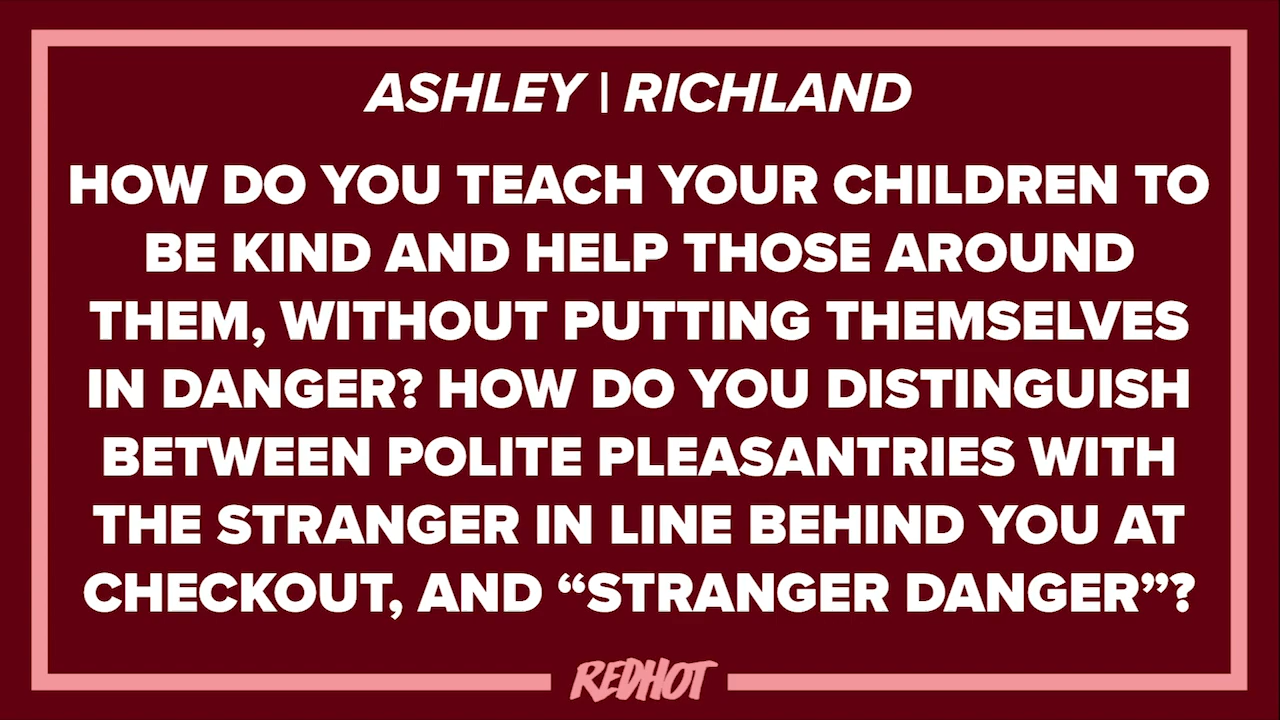 ASHLEY | RICHLAND
HOW DO YOU TEACH YOUR CHILDREN TO
BE KIND AND HELP THOSE AROUND
THEM, WITHOUT PUTTING THEMSELVES
IN DANGER? HOW DO YOU DISTINGUISH
BETWEEN POLITE PLEASANTRIES WITH
THE STRANGER IN LINE BEHIND YOU AT
CHECKOUT, AND “STRANGER DANGER”?
REDHOT